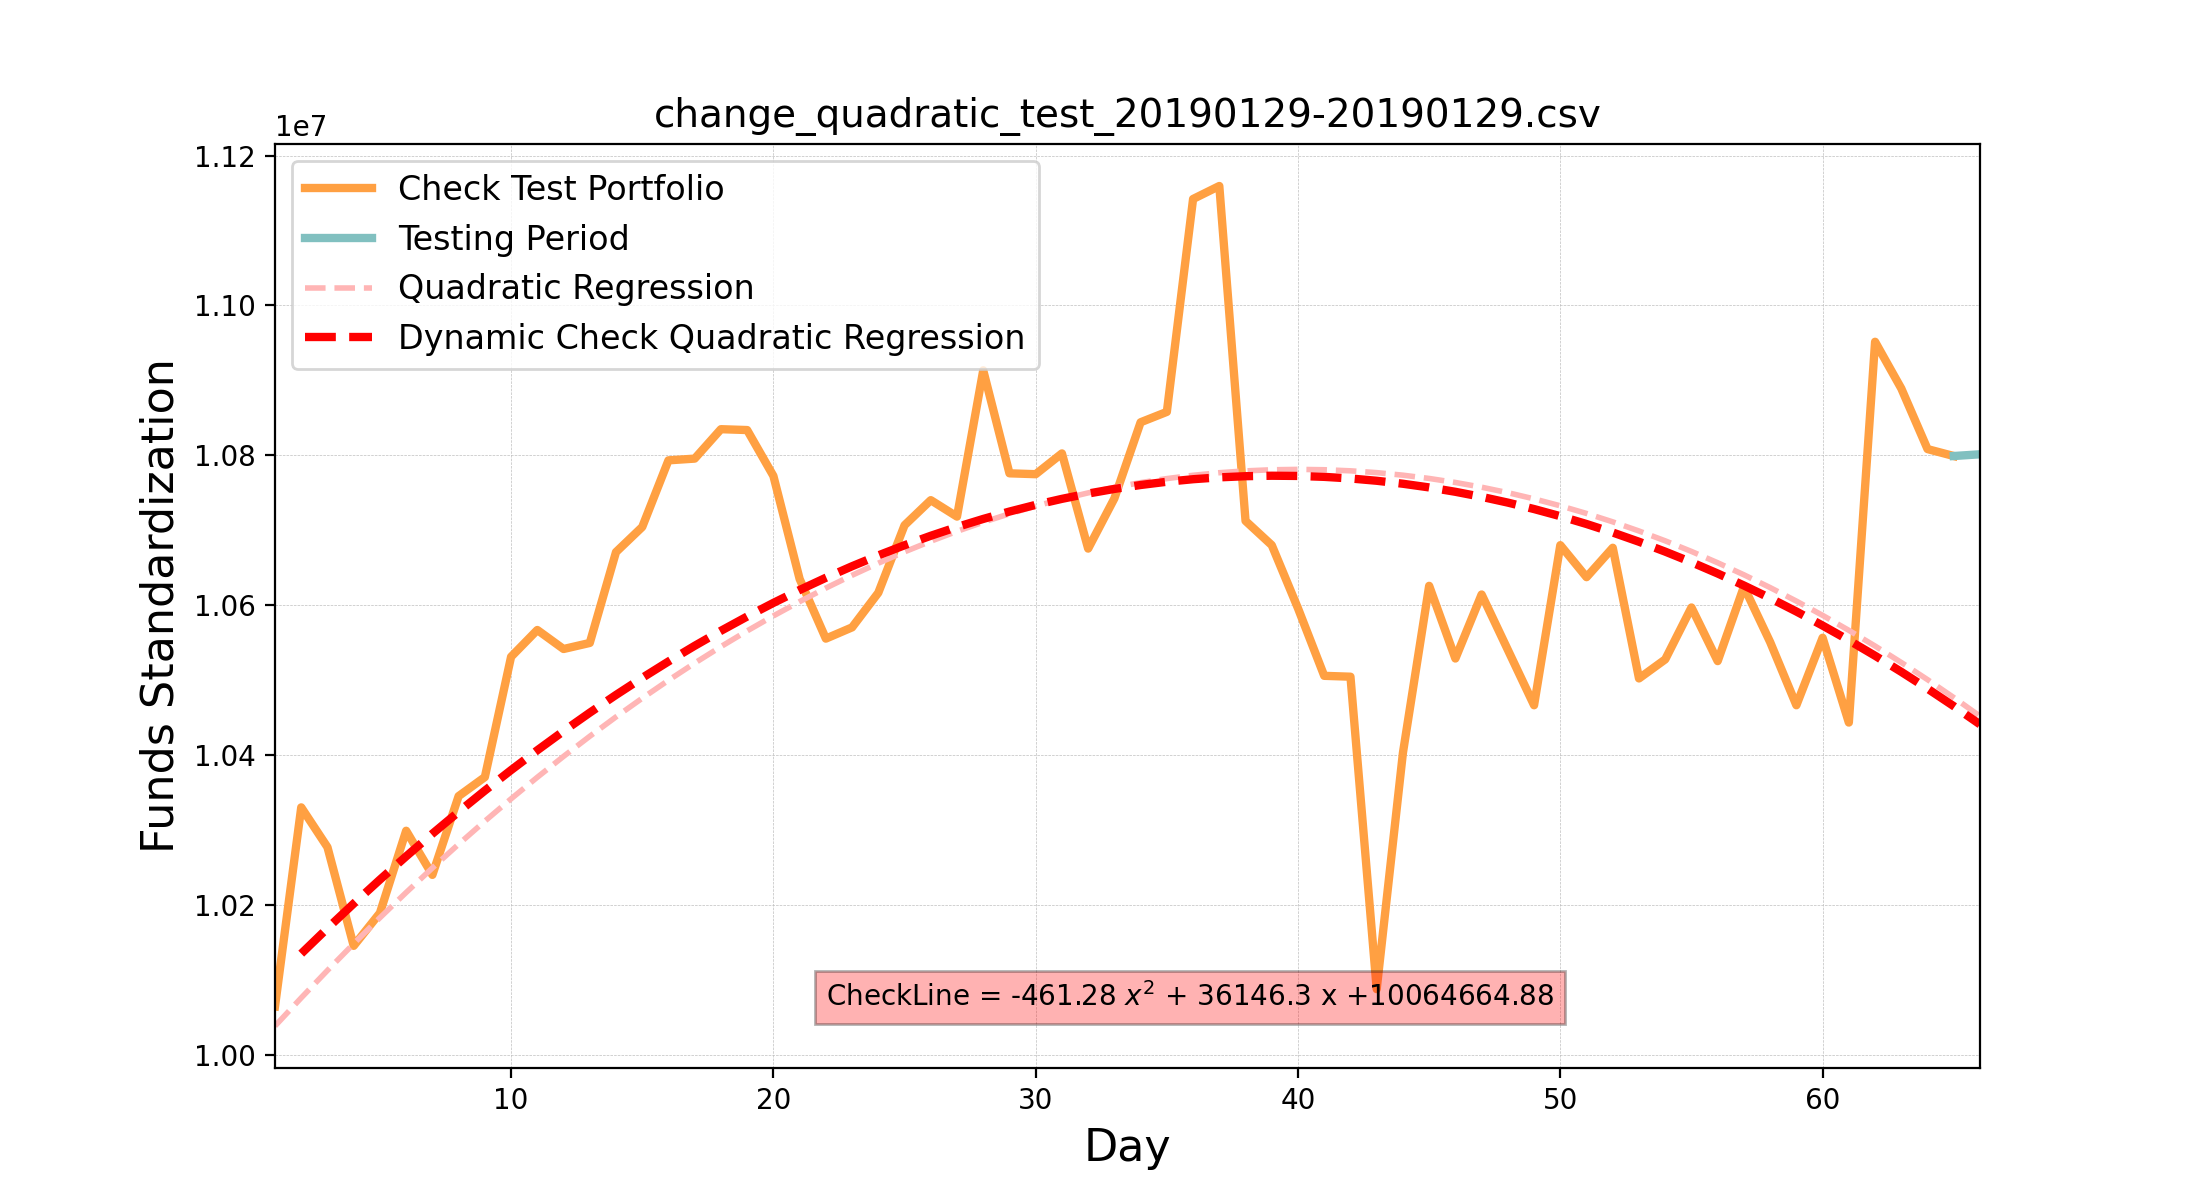 change_quadratic_test_20190129-20190129.csv
1e7
1.12
1.10
1.08
1.06
1.04
1.02
1.00
Funds Standardization
Check Test Portfolio
Testing Period
Quadratic Regression
Dynamic Check Quadratic Regression
CheckLine = -461.28 x² + 36146.3 x +10064664.88
10 20 30 40 50 60
Day